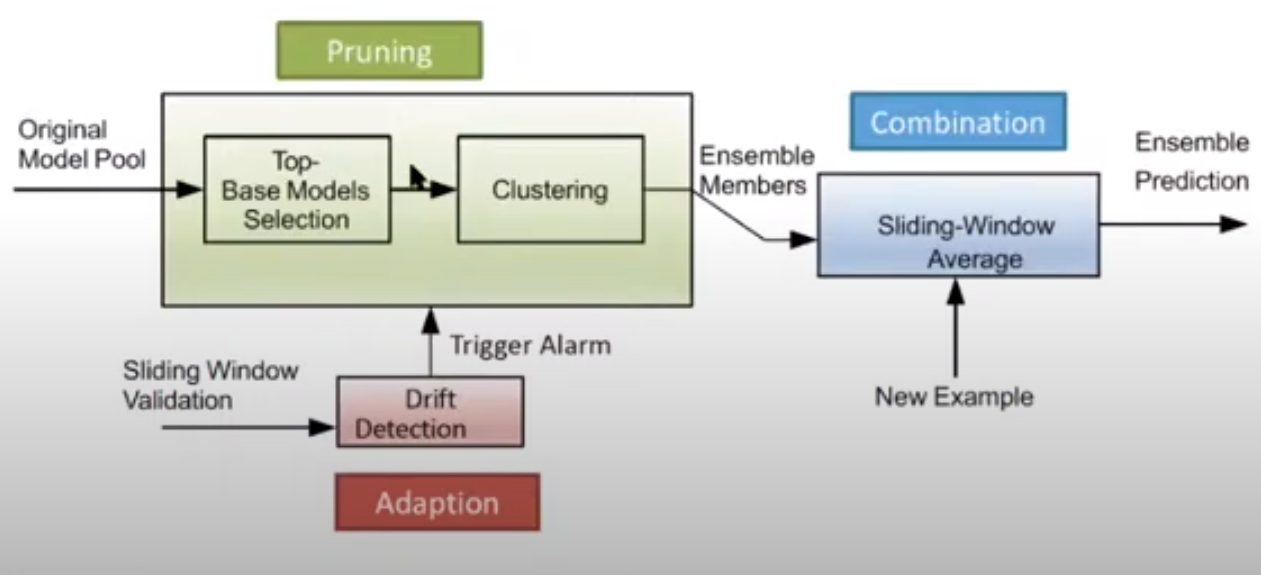 Pruning
Original
Model Pool
Top-
Base Models
Selection
Clustering
Ensemble
Members
Combination
Sliding-Window
Average
Ensemble
Prediction
Trigger Alarm
Sliding Window
Validation
Drift
Detection
New Example
Adaption